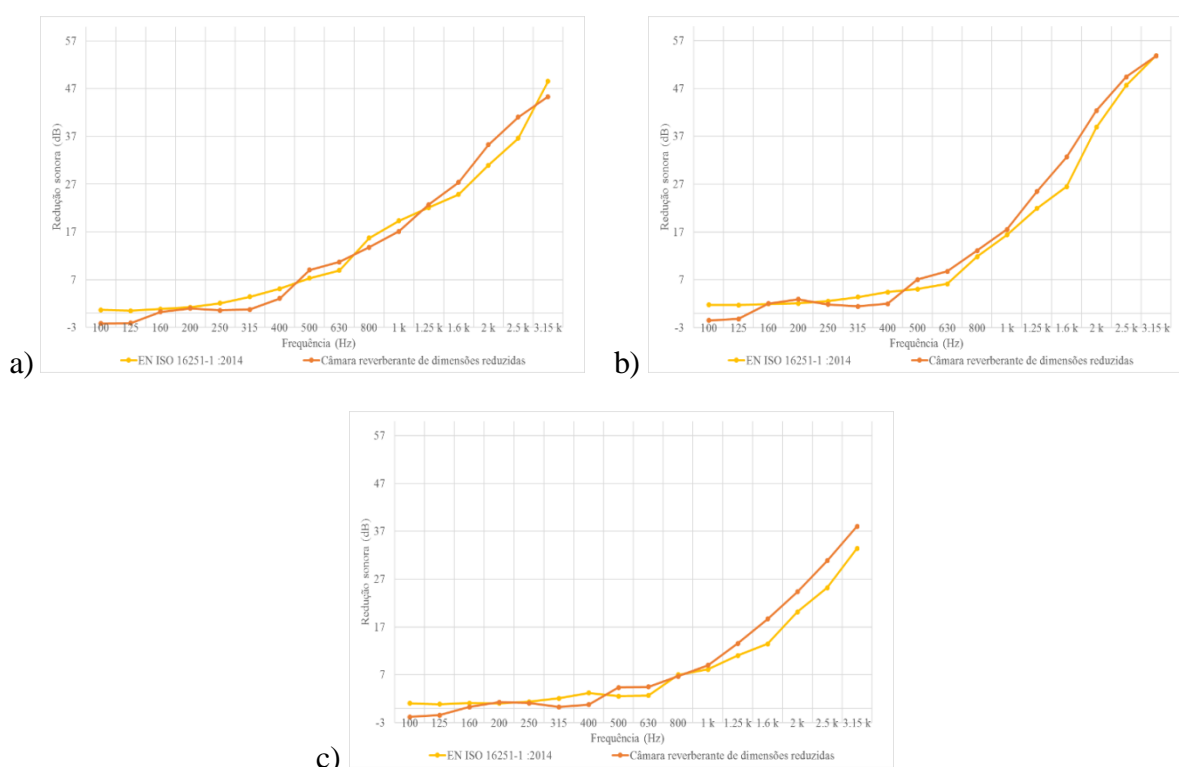 57
47
37
27
17
7
-3
Redução sonora (dB)
100 125 160 200 250 315 400 500 630 800 1 k 1.25 k 1.6 k 2 k 2.5 k 3.15 k
Frequência (Hz)
EN ISO 16251-1 :2014 Câmara reverberante de dimensões reduzidas
a)
57
47
37
27
17
7
-3
Redução sonora (dB)
100 125 160 200 250 315 400 500 630 800 1 k 1.25 k 1.6 k 2 k 2.5 k 3.15 k
Frequência (Hz)
EN ISO 16251-1 :2014 Câmara reverberante de dimensões reduzidas
b)
57
47
37
27
17
7
-3
Redução sonora (dB)
100 125 160 200 250 315 400 500 630 800 1 k 1.25 k 1.6 k 2 k 2.5 k 3.15 k
Frequência (Hz)
EN ISO 16251-1 :2014 Câmara reverberante de dimensões reduzidas
c)